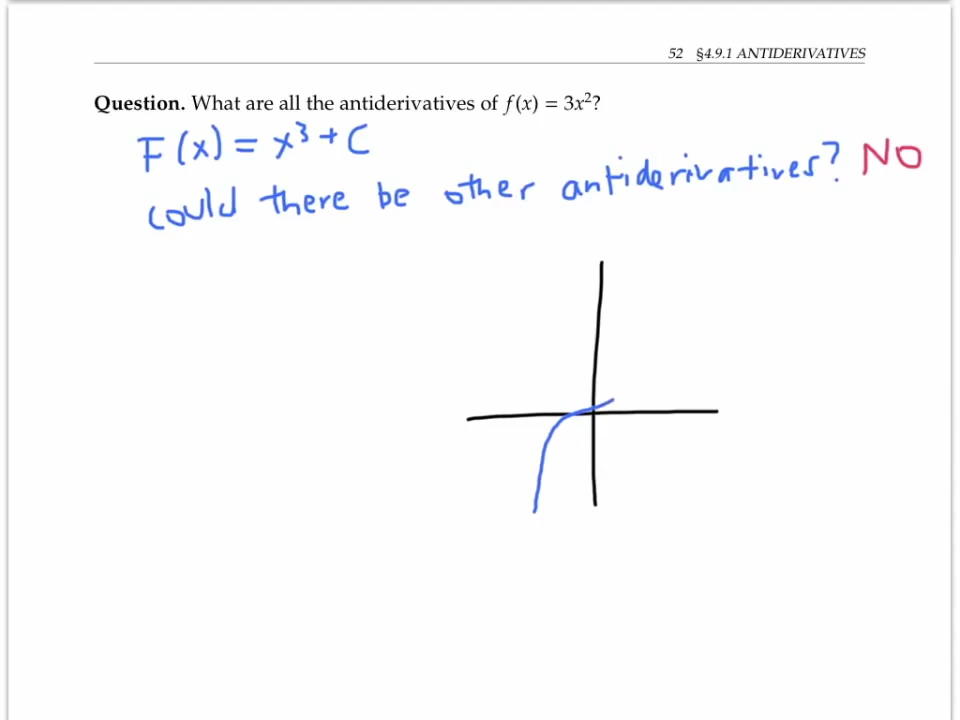 52 §4.9.1 ANTIDERIVATIVES
Question. What are all the antiderivatives of f(x) = 3x²?
F(x) = x³ + C
could there be other antiderivatives? NO